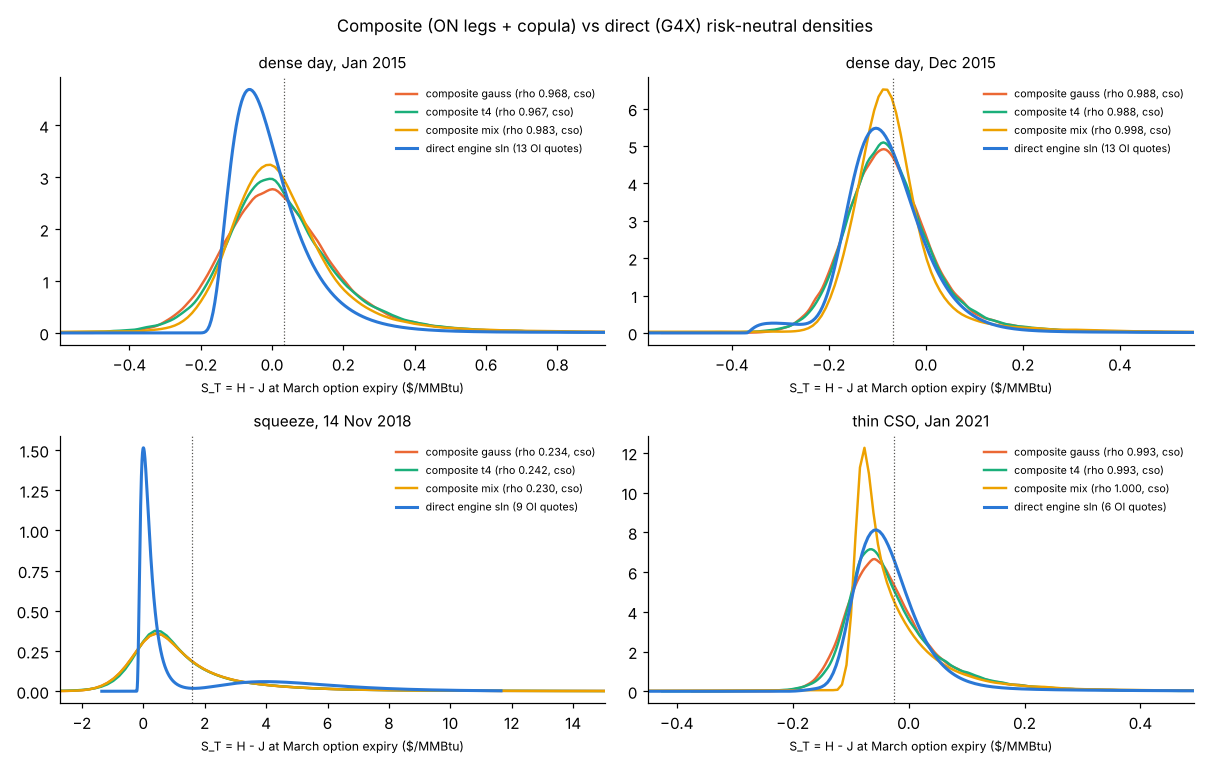 Composite (ON legs + copula) vs direct (G4X) risk-neutral densities
dense day, Jan 2015
composite gauss (rho 0.968, cso)
composite t4 (rho 0.967, cso)
composite mix (rho 0.983, cso)
direct engine sln (13 OI quotes)
4
3
2
1
0
−0.4
−0.2
0.0
0.2
0.4
0.6
0.8
S_T = H - J at March option expiry ($/MMBtu)
dense day, Dec 2015
composite gauss (rho 0.988, cso)
composite t4 (rho 0.988, cso)
composite mix (rho 0.998, cso)
direct engine sln (13 OI quotes)
6
5
4
3
2
1
0
−0.4
−0.2
0.0
0.2
0.4
S_T = H - J at March option expiry ($/MMBtu)
squeeze, 14 Nov 2018
composite gauss (rho 0.234, cso)
composite t4 (rho 0.242, cso)
composite mix (rho 0.230, cso)
direct engine sln (9 OI quotes)
1.50
1.25
1.00
0.75
0.50
0.25
0.00
−2
0
2
4
6
8
10
12
14
S_T = H - J at March option expiry ($/MMBtu)
thin CSO, Jan 2021
composite gauss (rho 0.993, cso)
composite t4 (rho 0.993, cso)
composite mix (rho 1.000, cso)
direct engine sln (6 OI quotes)
12
10
8
6
4
2
0
−0.4
−0.2
0.0
0.2
0.4
S_T = H - J at March option expiry ($/MMBtu)